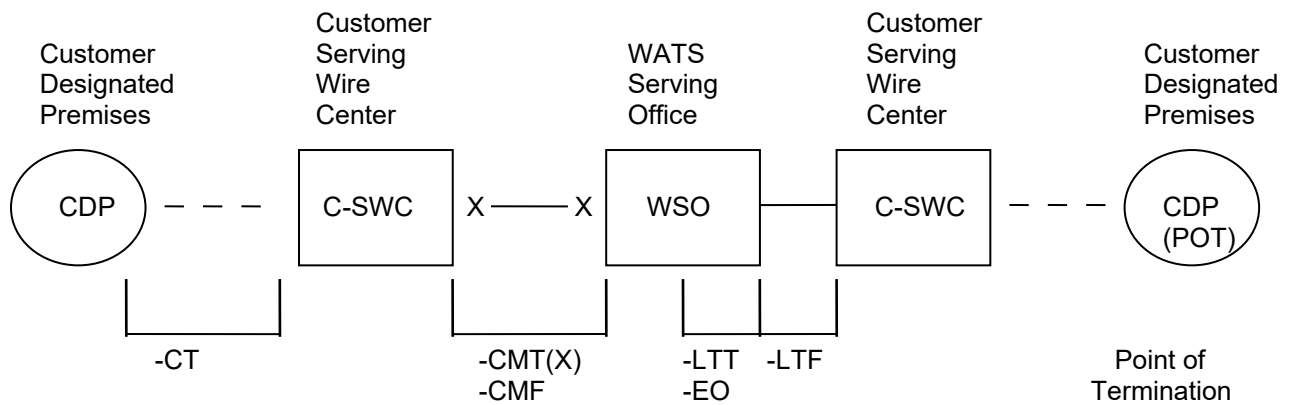 Customer
Designated
Premises
Customer
Serving
Wire
Center
WATS
Serving
Office
Customer
Serving
Wire
Center
Customer
Designated
Premises
CDP
C-SWC
X
X
WSO
C-SWC
CDP
(POT)
-CT
-CMT(X)
-CMF
-LTT
-EO
-LTF
Point of
Termination